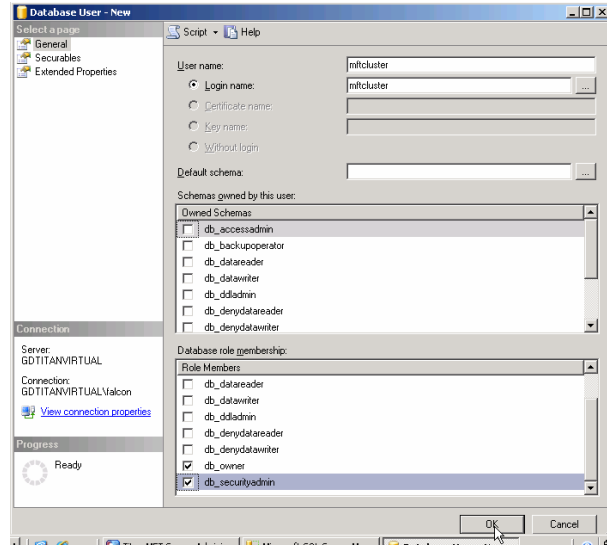 Database User - New
Select a page
General
Securables
Extended Properties
Script
Help
User name:
mftcluster
Login name:
mftcluster
...
Certificate name:
Key name:
Without login
Default schema:
...
Schemas owned by this user:
Owned Schemas
db_accessadmin
db_backupoperator
db_datareader
db_datawriter
db_ddladmin
db_denydatareader
db_denydatawriter
Database role membership:
Role Members
db_datareader
db_datawriter
db_ddladmin
db_denydatareader
db_denydatawriter
db_owner
db_securityadmin
Connection
Server:
GDTITANVIRTUAL
Connection:
GDTITANVIRTUAL\falcon
View connection properties
Progress
Ready
OK
Cancel